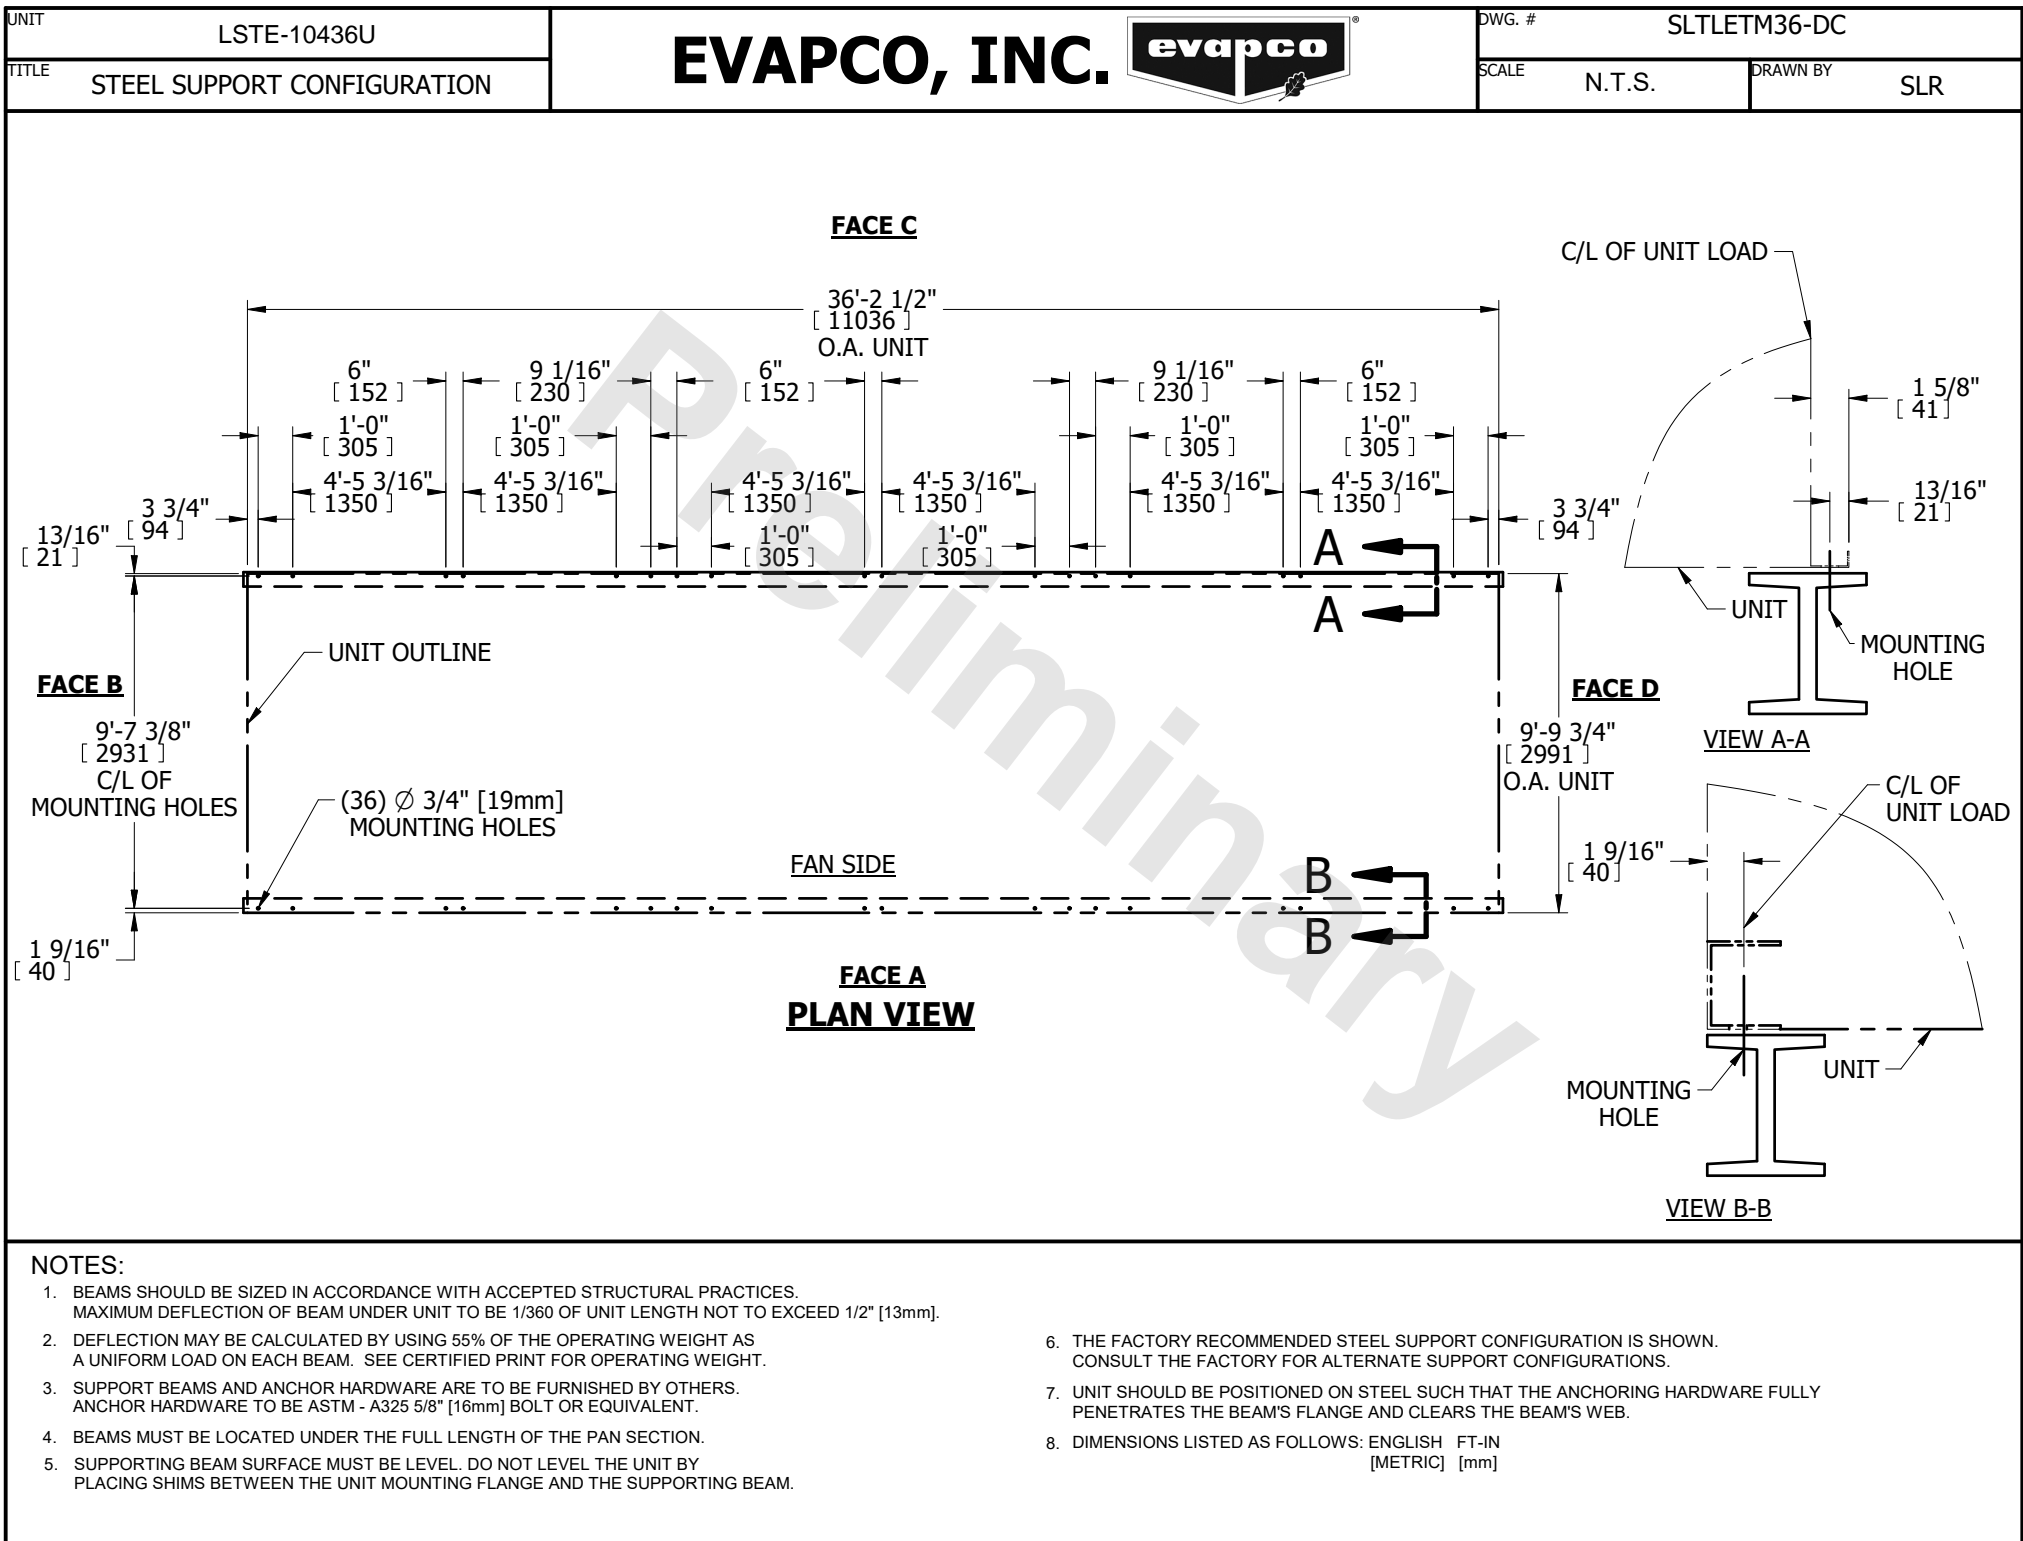 UNIT
LSTE-10436U
TITLE
STEEL SUPPORT CONFIGURATION
EVAPCO, INC.
evapco
®
DWG. #
SLTLETM36-DC
SCALE
N.T.S.
DRAWN BY
SLR
FACE C
36'-2 1/2"
[ 11036 ]
O.A. UNIT
6"
[ 152 ]
9 1/16"
[ 230 ]
6"
[ 152 ]
9 1/16"
[ 230 ]
6"
[ 152 ]
1'-0"
[ 305 ]
1'-0"
[ 305 ]
1'-0"
[ 305 ]
1'-0"
[ 305 ]
4'-5 3/16"
[ 1350 ]
4'-5 3/16"
[ 1350 ]
4'-5 3/16"
[ 1350 ]
4'-5 3/16"
[ 1350 ]
4'-5 3/16"
[ 1350 ]
4'-5 3/16"
[ 1350 ]
3 3/4"
[ 94 ]
3 3/4"
[ 94 ]
13/16"
[ 21 ]
1'-0"
[ 305 ]
1'-0"
[ 305 ]
A
A
UNIT OUTLINE
FACE B
9'-7 3/8"
[ 2931 ]
C/L OF
MOUNTING HOLES
(36) Ø 3/4" [19mm]
MOUNTING HOLES
FAN SIDE
B
B
FACE D
9'-9 3/4"
[ 2991 ]
O.A. UNIT
1 9/16"
[ 40 ]
FACE A
PLAN VIEW
Preliminary
C/L OF UNIT LOAD
1 5/8"
[ 41 ]
13/16"
[ 21 ]
UNIT
MOUNTING
HOLE
VIEW A-A
C/L OF
UNIT LOAD
1 9/16"
[ 40 ]
UNIT
MOUNTING
HOLE
VIEW B-B
NOTES:
1. BEAMS SHOULD BE SIZED IN ACCORDANCE WITH ACCEPTED STRUCTURAL PRACTICES.
MAXIMUM DEFLECTION OF BEAM UNDER UNIT TO BE 1/360 OF UNIT LENGTH NOT TO EXCEED 1/2" [13mm].
2. DEFLECTION MAY BE CALCULATED BY USING 55% OF THE OPERATING WEIGHT AS
A UNIFORM LOAD ON EACH BEAM. SEE CERTIFIED PRINT FOR OPERATING WEIGHT.
3. SUPPORT BEAMS AND ANCHOR HARDWARE ARE TO BE FURNISHED BY OTHERS.
ANCHOR HARDWARE TO BE ASTM - A325 5/8" [16mm] BOLT OR EQUIVALENT.
4. BEAMS MUST BE LOCATED UNDER THE FULL LENGTH OF THE PAN SECTION.
5. SUPPORTING BEAM SURFACE MUST BE LEVEL. DO NOT LEVEL THE UNIT BY
PLACING SHIMS BETWEEN THE UNIT MOUNTING FLANGE AND THE SUPPORTING BEAM.
6. THE FACTORY RECOMMENDED STEEL SUPPORT CONFIGURATION IS SHOWN.
CONSULT THE FACTORY FOR ALTERNATE SUPPORT CONFIGURATIONS.
7. UNIT SHOULD BE POSITIONED ON STEEL SUCH THAT THE ANCHORING HARDWARE FULLY
PENETRATES THE BEAM'S FLANGE AND CLEARS THE BEAM'S WEB.
8. DIMENSIONS LISTED AS FOLLOWS: ENGLISH FT-IN
[METRIC] [mm]